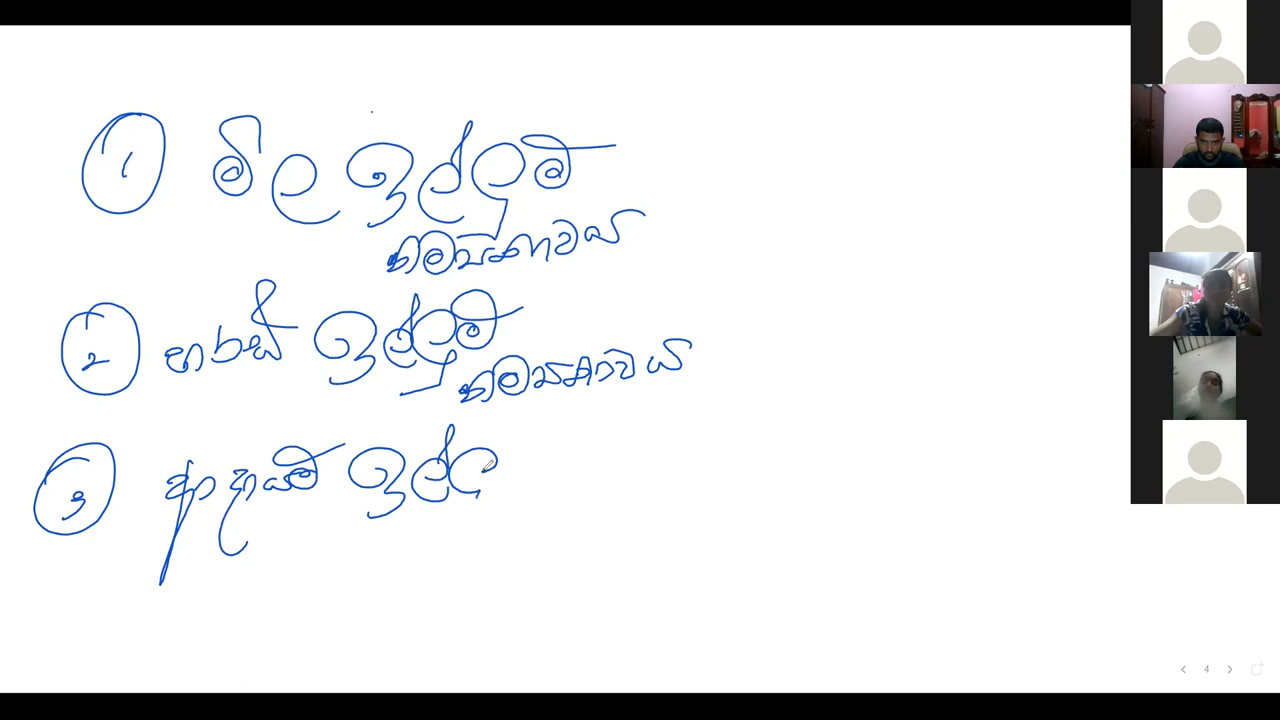 1 මිල ඉල්ලුම්
නම්‍යතාවය
2 හරස් ඉල්ලුම්
නම්‍යතාවය
3 ආදායම් ඉල්ල
4